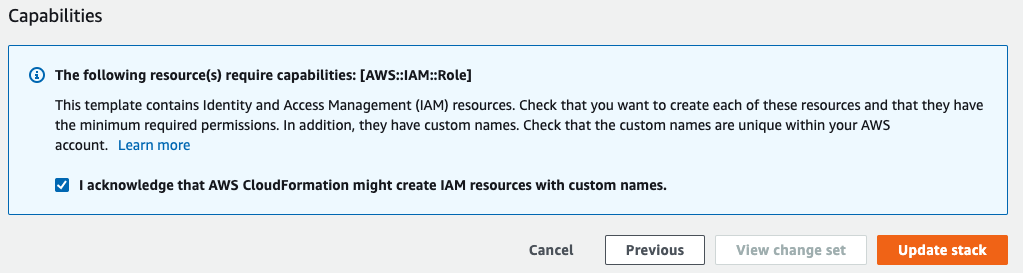 Capabilities
The following resource(s) require capabilities: [AWS::IAM::Role]
This template contains Identity and Access Management (IAM) resources. Check that you want to create each of these resources and that they have
the minimum required permissions. In addition, they have custom names. Check that the custom names are unique within your AWS
account. Learn more
I acknowledge that AWS CloudFormation might create IAM resources with custom names.
Cancel Previous View change set Update stack